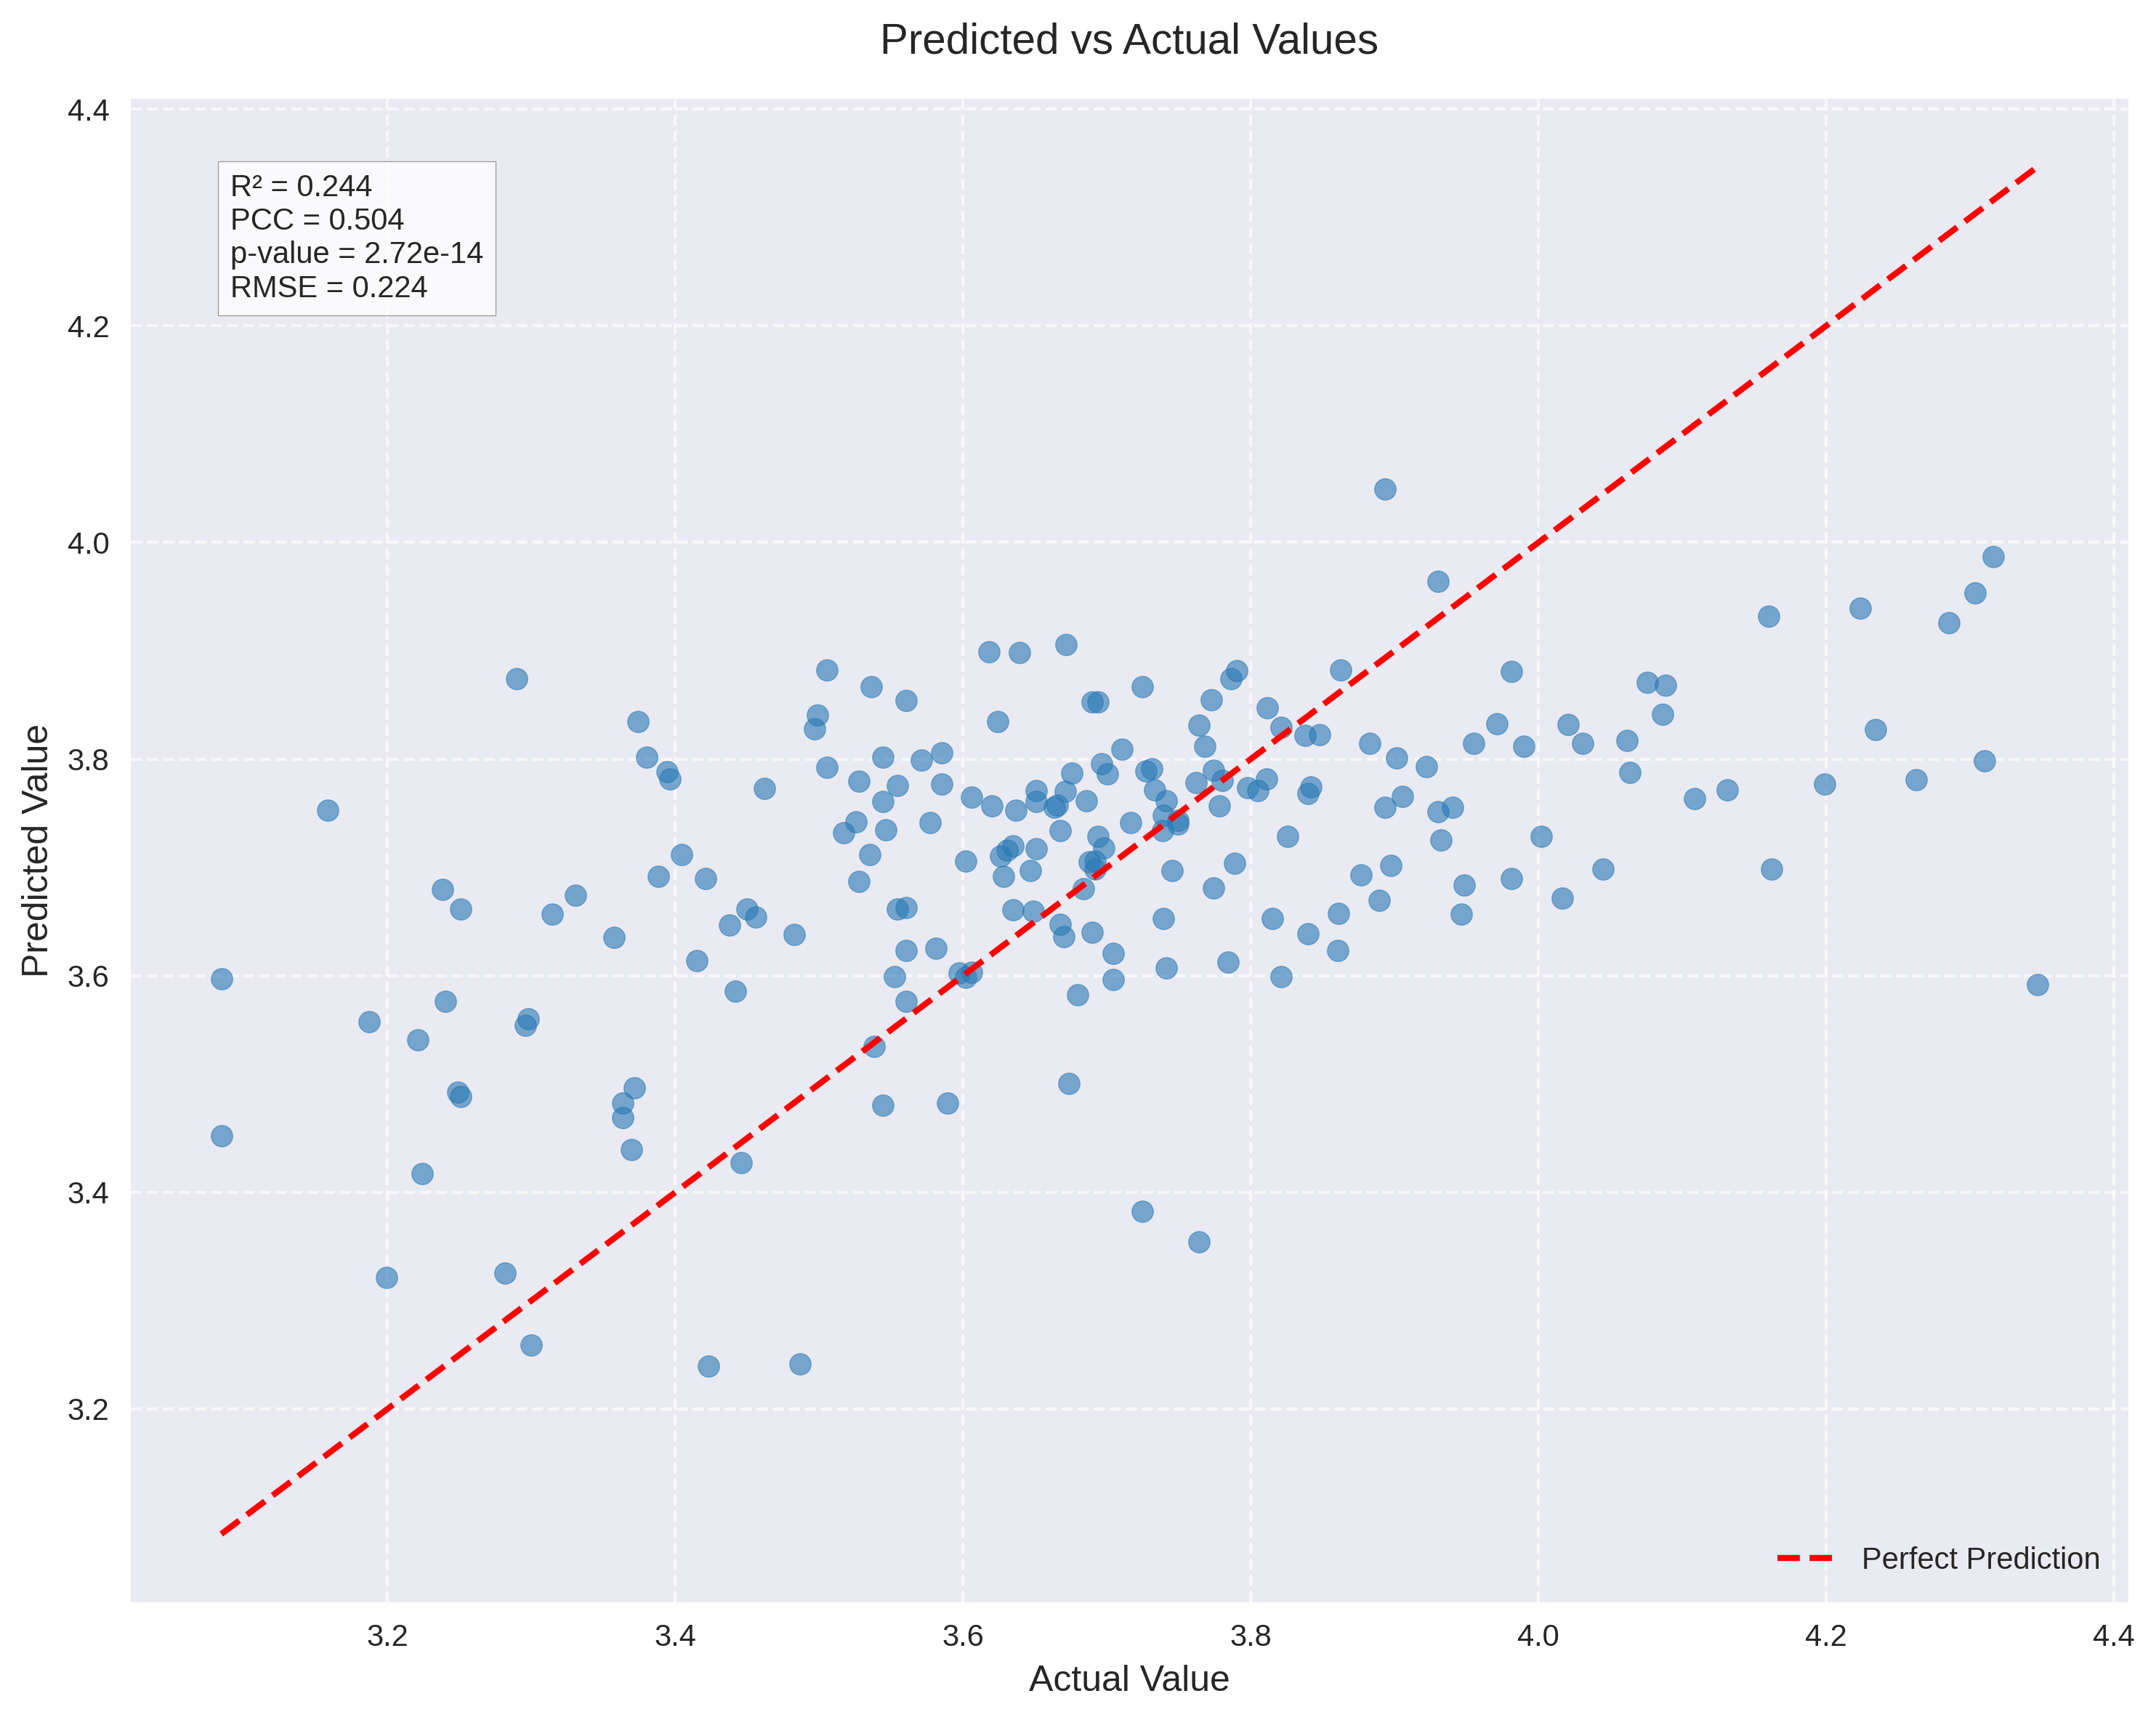 Predicted vs Actual Values
R² = 0.244
PCC = 0.504
p-value = 2.72e-14
RMSE = 0.224
4.4
4.2
4.0
3.8
3.6
3.4
3.2
Predicted Value
Perfect Prediction
3.2 3.4 3.6 3.8 4.0 4.2 4.4
Actual Value